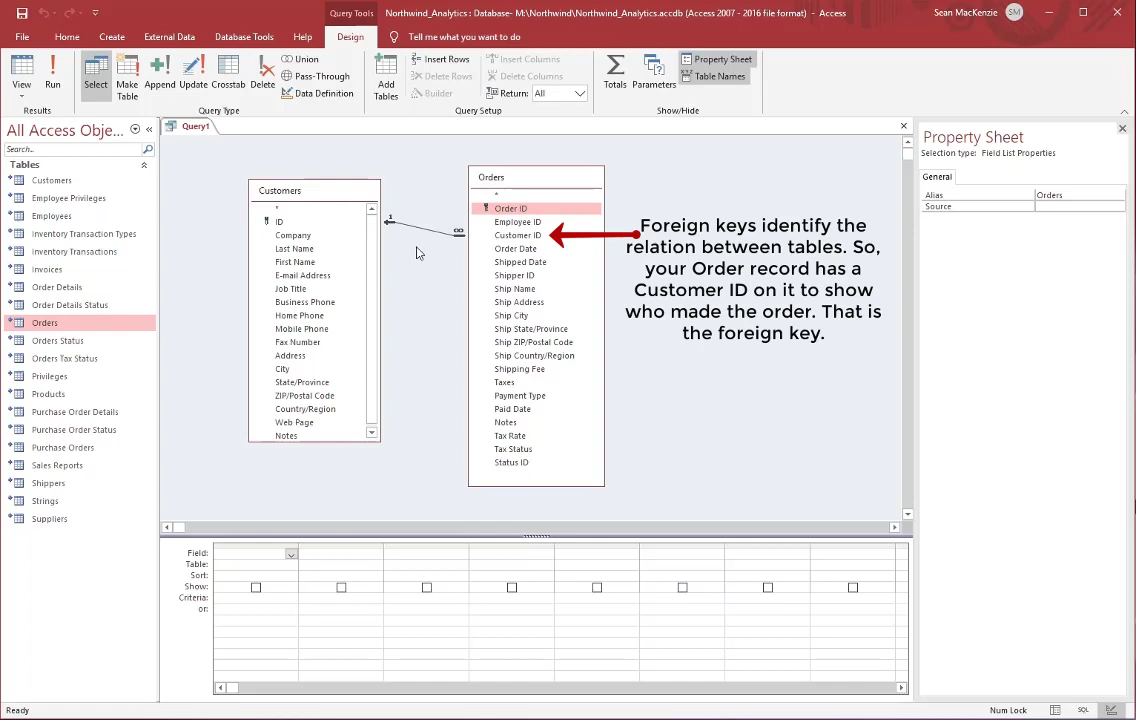 Query Tools
Northwind_Analytics : Database- M:\Northwind\Northwind_Analytics.accdb (Access 2007 - 2016 file format) - Access
Sean MacKenzie
SM
File
Home
Create
External Data
Database Tools
Help
Design
Tell me what you want to do
View
Run
Select
Make
Table
Append
Update
Crosstab
Delete
Union
Pass-Through
Data Definition
Add
Tables
Insert Rows
Delete Rows
Builder
Insert Columns
Delete Columns
Return: All
Totals
Parameters
Property Sheet
Table Names
Results
Query Type
Query Setup
Show/Hide
All Access Obje...
Search...
Tables
Customers
Employee Privileges
Employees
Inventory Transaction Types
Inventory Transactions
Invoices
Order Details
Order Details Status
Orders
Orders Status
Orders Tax Status
Privileges
Products
Purchase Order Details
Purchase Order Status
Purchase Orders
Sales Reports
Shippers
Strings
Suppliers
Query1
Customers
*
ID
Company
Last Name
First Name
E-mail Address
Job Title
Business Phone
Home Phone
Mobile Phone
Fax Number
Address
City
State/Province
ZIP/Postal Code
Country/Region
Web Page
Notes
1
∞
Orders
*
Order ID
Employee ID
Customer ID
Order Date
Shipped Date
Shipper ID
Ship Name
Ship Address
Ship City
Ship State/Province
Ship ZIP/Postal Code
Ship Country/Region
Shipping Fee
Taxes
Payment Type
Paid Date
Notes
Tax Rate
Tax Status
Status ID
Foreign keys identify the
relation between tables. So,
your Order record has a
Customer ID on it to show
who made the order. That is
the foreign key.
Field:
Table:
Sort:
Show:
Criteria:
or:
Property Sheet
Selection type: Field List Properties
General
Alias Orders
Source
Ready
Num Lock
SQL